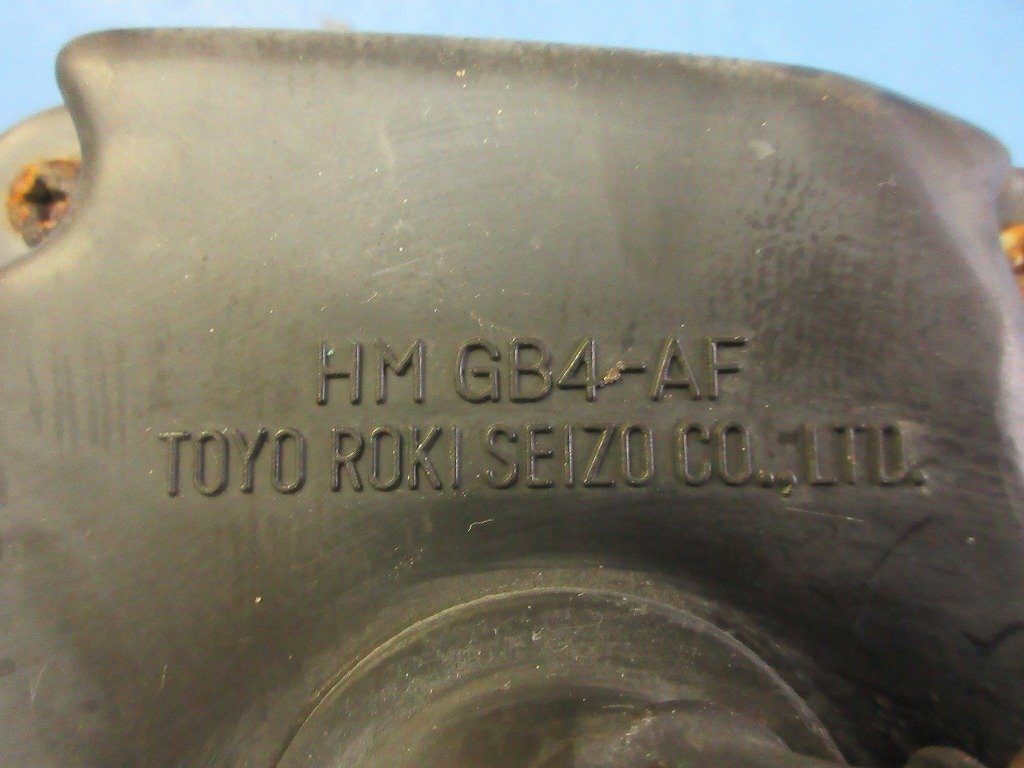 HM GB4-AF
TOYO ROKI SEIZO CO.,LTD.